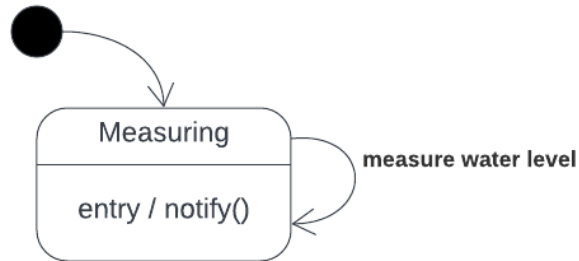 Measuring
measure water level
entry / notify()